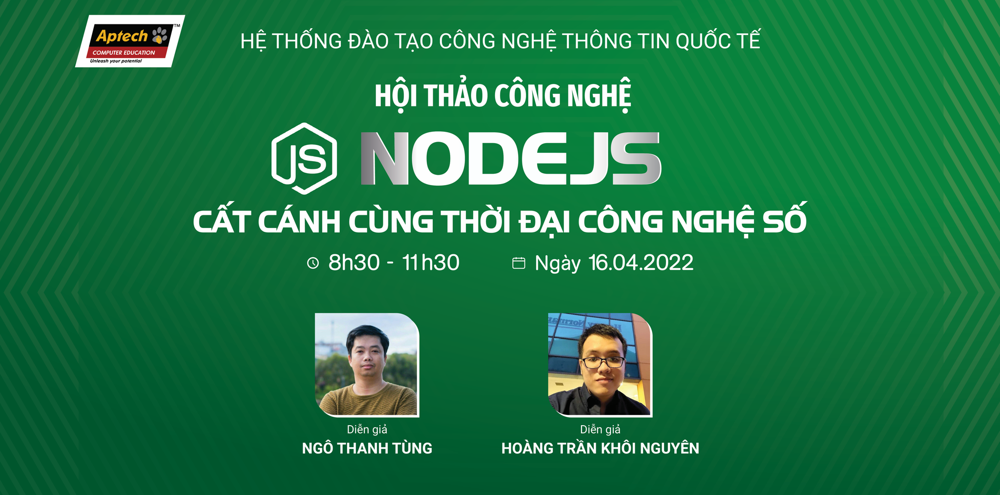 Aptech
TM
COMPUTER EDUCATION
Unleash your potential
HỆ THỐNG ĐÀO TẠO CÔNG NGHỆ THÔNG TIN QUỐC TẾ
HỘI THẢO CÔNG NGHỆ
JS NODEJS
CẤT CÁNH CÙNG THỜI ĐẠI CÔNG NGHỆ SỐ
8h30 - 11h30 Ngày 16.04.2022
Diễn giả
NGÔ THANH TÙNG
Diễn giả
HOÀNG TRẦN KHÔI NGUYÊN